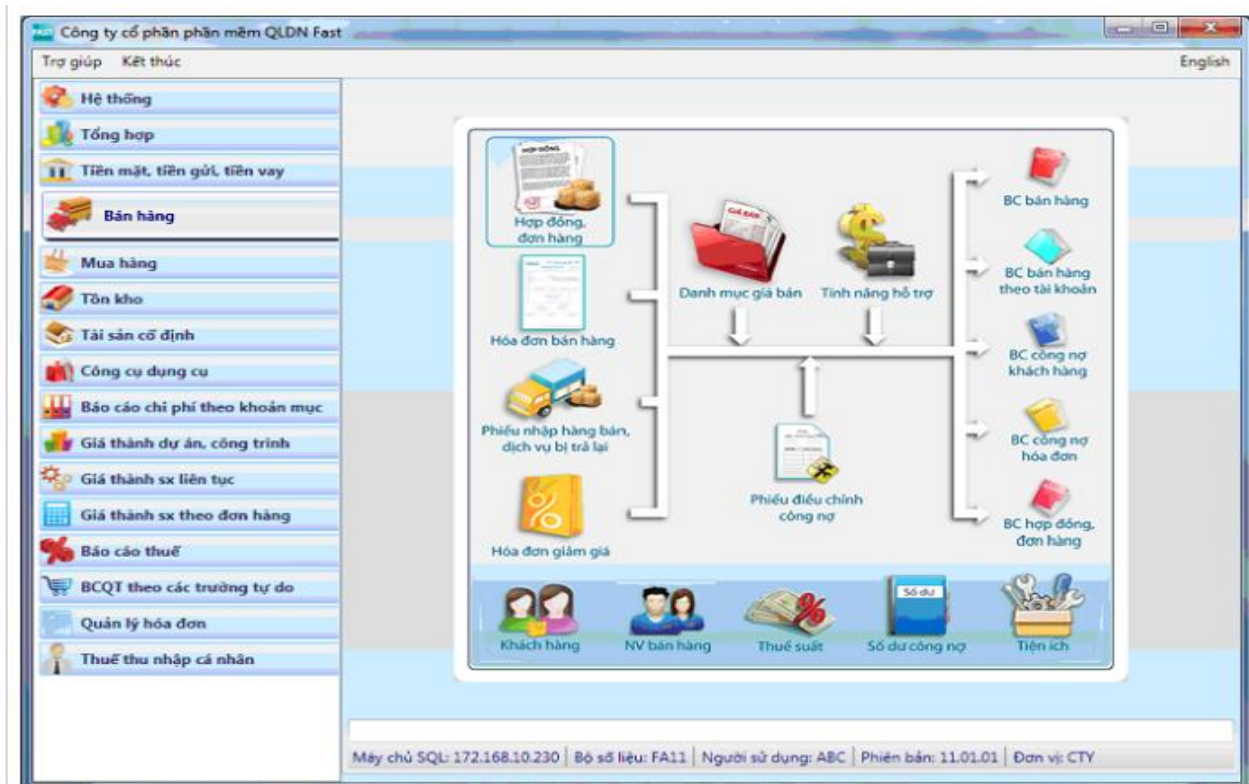 FAST Công ty cổ phần phần mềm QLDN Fast
Trợ giúp Kết thúc English
Hệ thống
Tổng hợp
Tiền mặt, tiền gửi, tiền vay
Bán hàng
Mua hàng
Tồn kho
Tài sản cố định
Công cụ dụng cụ
Báo cáo chi phí theo khoản mục
Giá thành dự án, công trình
Giá thành sx liên tục
Giá thành sx theo đơn hàng
Báo cáo thuế
BCQT theo các trường tự do
Quản lý hóa đơn
Thuế thu nhập cá nhân
HỢP ĐỒNG
Hợp đồng,
đơn hàng
Hóa đơn bán hàng
Phiếu nhập hàng bán,
dịch vụ bị trả lại
Hóa đơn giảm giá
GIÁ BÁN
Danh mục giá bán
Tính năng hỗ trợ
Phiếu điều chỉnh
công nợ
BC bán hàng
BC bán hàng
theo tài khoản
BC công nợ
khách hàng
BC công nợ
hóa đơn
BC hợp đồng,
đơn hàng
Khách hàng
NV bán hàng
Thuế suất
Số dư
Số dư công nợ
Tiện ích
Máy chủ SQL: 172.168.10.230 Bộ số liệu: FA11 Người sử dụng: ABC Phiên bản: 11.01.01 Đơn vị: CTY